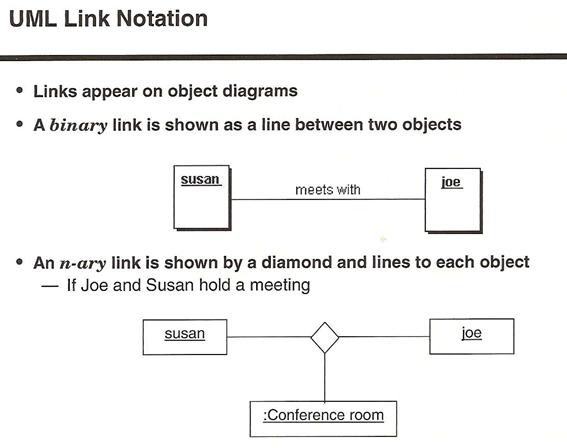 UML Link Notation
• Links appear on object diagrams
• A binary link is shown as a line between two objects
susan
meets with
joe
• An n-ary link is shown by a diamond and lines to each object
— If Joe and Susan hold a meeting
susan
joe
:Conference room